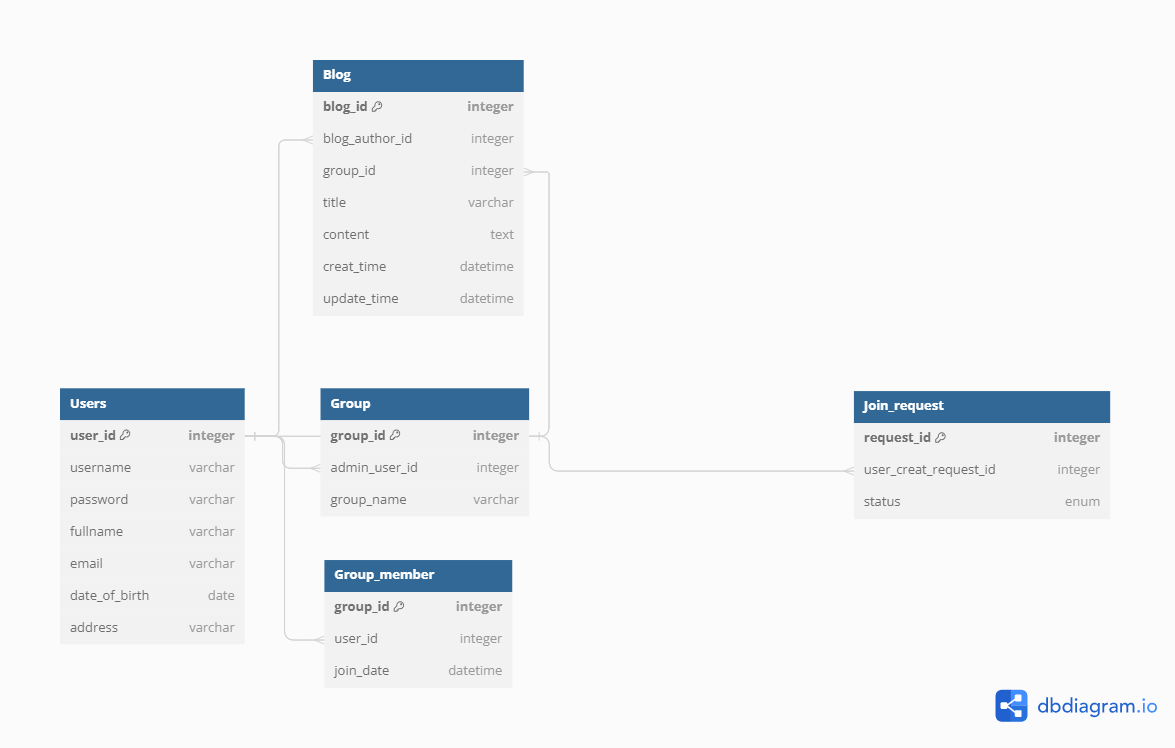 Blog
blog_id integer
blog_author_id integer
group_id integer
title varchar
content text
creat_time datetime
update_time datetime
Users
user_id integer
username varchar
password varchar
fullname varchar
email varchar
date_of_birth date
address varchar
Group
group_id integer
admin_user_id integer
group_name varchar
Group_member
group_id integer
user_id integer
join_date datetime
Join_request
request_id integer
user_creat_request_id integer
status enum
dbdiagram.io